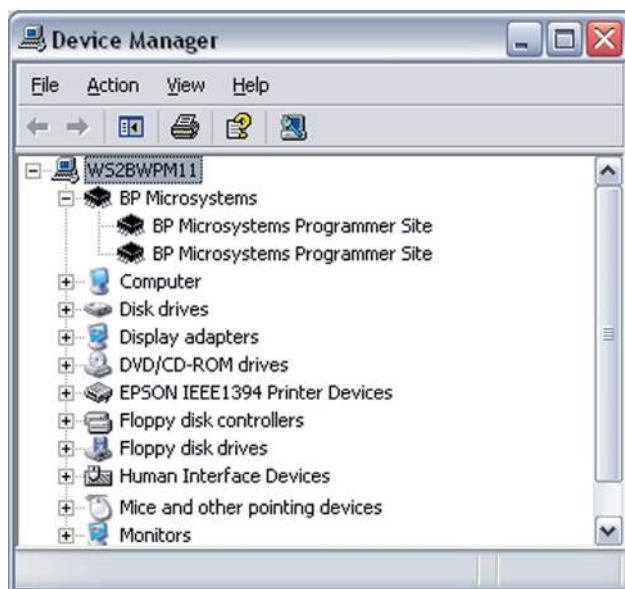 Device Manager
File Action View Help
WS2BWPM11
BP Microsystems
BP Microsystems Programmer Site
BP Microsystems Programmer Site
Computer
Disk drives
Display adapters
DVD/CD-ROM drives
EPSON IEEE1394 Printer Devices
Floppy disk controllers
Floppy disk drives
Human Interface Devices
Mice and other pointing devices
Monitors